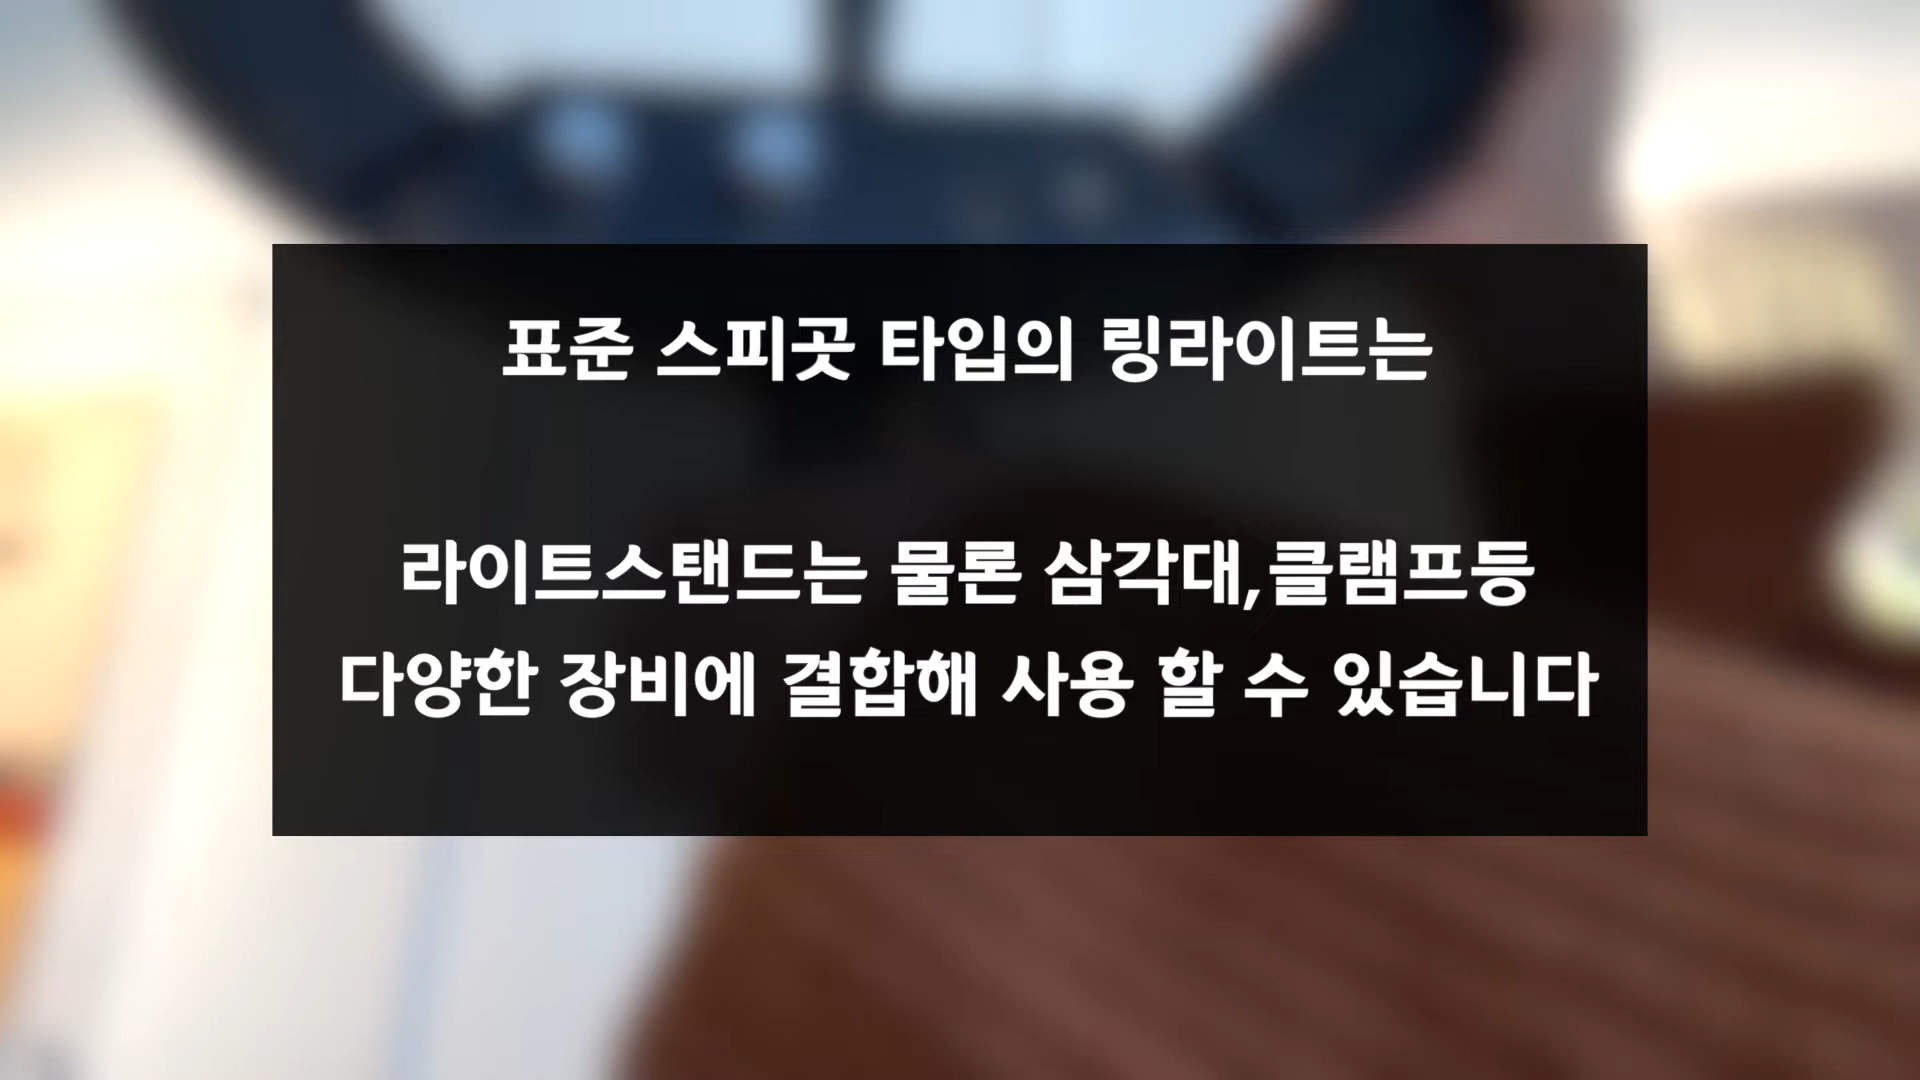 표준 스피곳 타입의 링라이트는
라이트스탠드는 물론 삼각대,클램프등
다양한 장비에 결합해 사용 할 수 있습니다